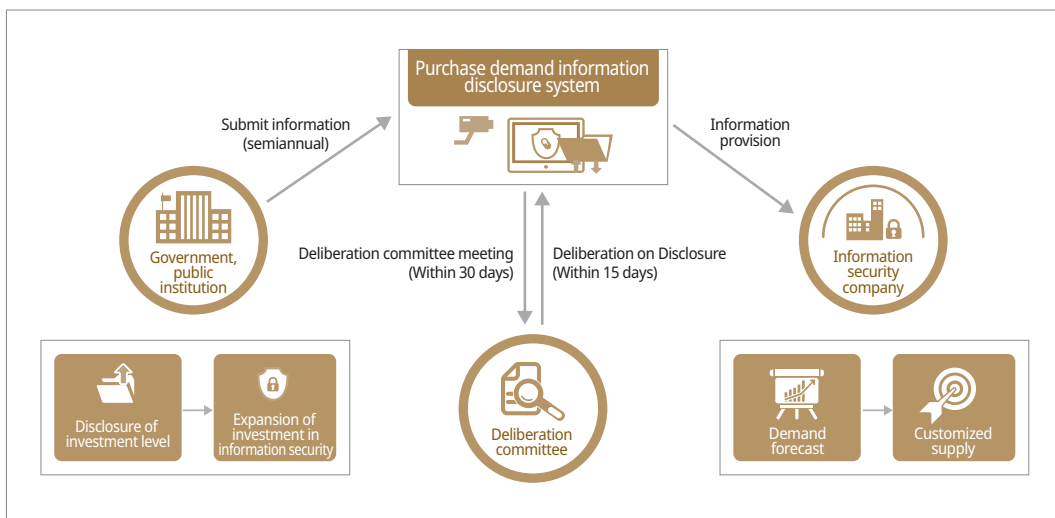 Purchase demand information
disclosure system
Submit information
(semiannual)
Information
provision
Government,
public
institution
Deliberation committee meeting
(Within 30 days)
Deliberation on Disclosure
(Within 15 days)
Information
security
company
Disclosure of
investment level
Expansion of
investment in
information security
Deliberation
committee
Demand
forecast
Customized
supply